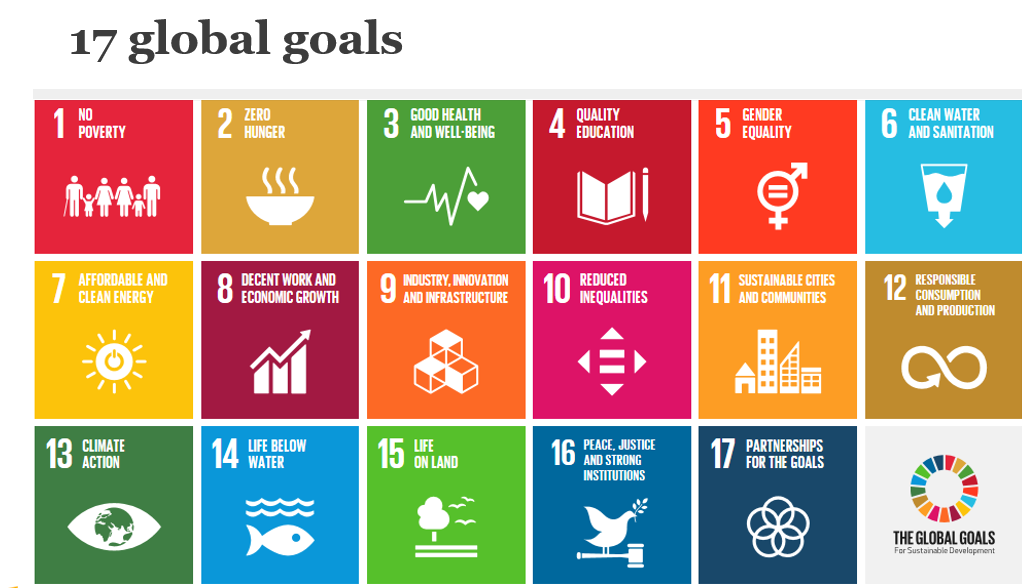 17 global goals
1 NO
POVERTY
2 ZERO
HUNGER
3 GOOD HEALTH
AND WELL-BEING
4 QUALITY
EDUCATION
5 GENDER
EQUALITY
6 CLEAN WATER
AND SANITATION
7 AFFORDABLE AND
CLEAN ENERGY
8 DECENT WORK AND
ECONOMIC GROWTH
9 INDUSTRY, INNOVATION
AND INFRASTRUCTURE
10 REDUCED
INEQUALITIES
11 SUSTAINABLE CITIES
AND COMMUNITIES
12 RESPONSIBLE
CONSUMPTION
AND PRODUCTION
13 CLIMATE
ACTION
14 LIFE BELOW
WATER
15 LIFE
ON LAND
16 PEACE, JUSTICE
AND STRONG
INSTITUTIONS
17 PARTNERSHIPS
FOR THE GOALS
THE GLOBAL GOALS
For Sustainable Development